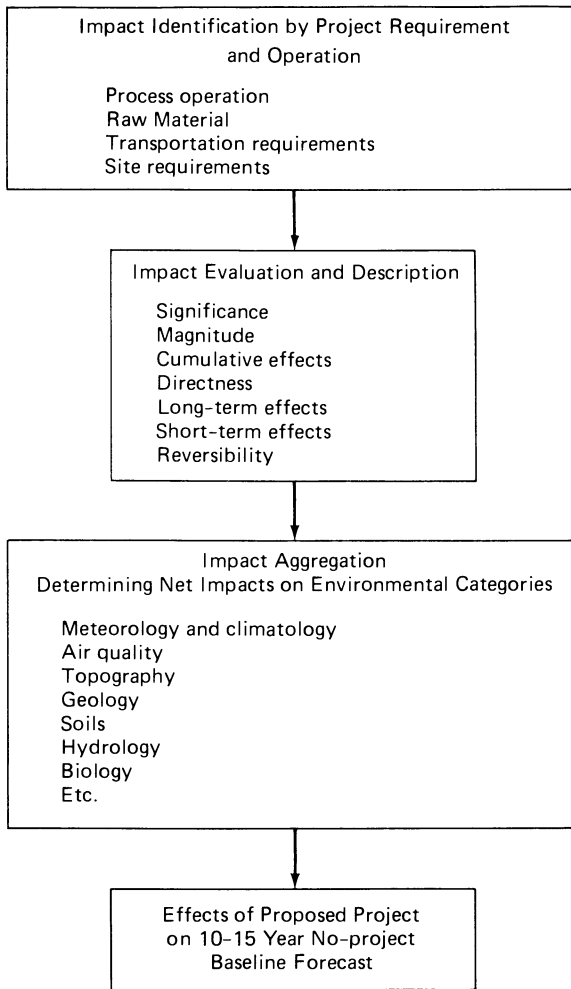 Impact Identification by Project Requirement
and Operation
Process operation
Raw Material
Transportation requirements
Site requirements
Impact Evaluation and Description
Significance
Magnitude
Cumulative effects
Directness
Long-term effects
Short-term effects
Reversibility
Impact Aggregation
Determining Net Impacts on Environmental Categories
Meteorology and climatology
Air quality
Topography
Geology
Soils
Hydrology
Biology
Etc.
Effects of Proposed Project
on 10-15 Year No-project
Baseline Forecast